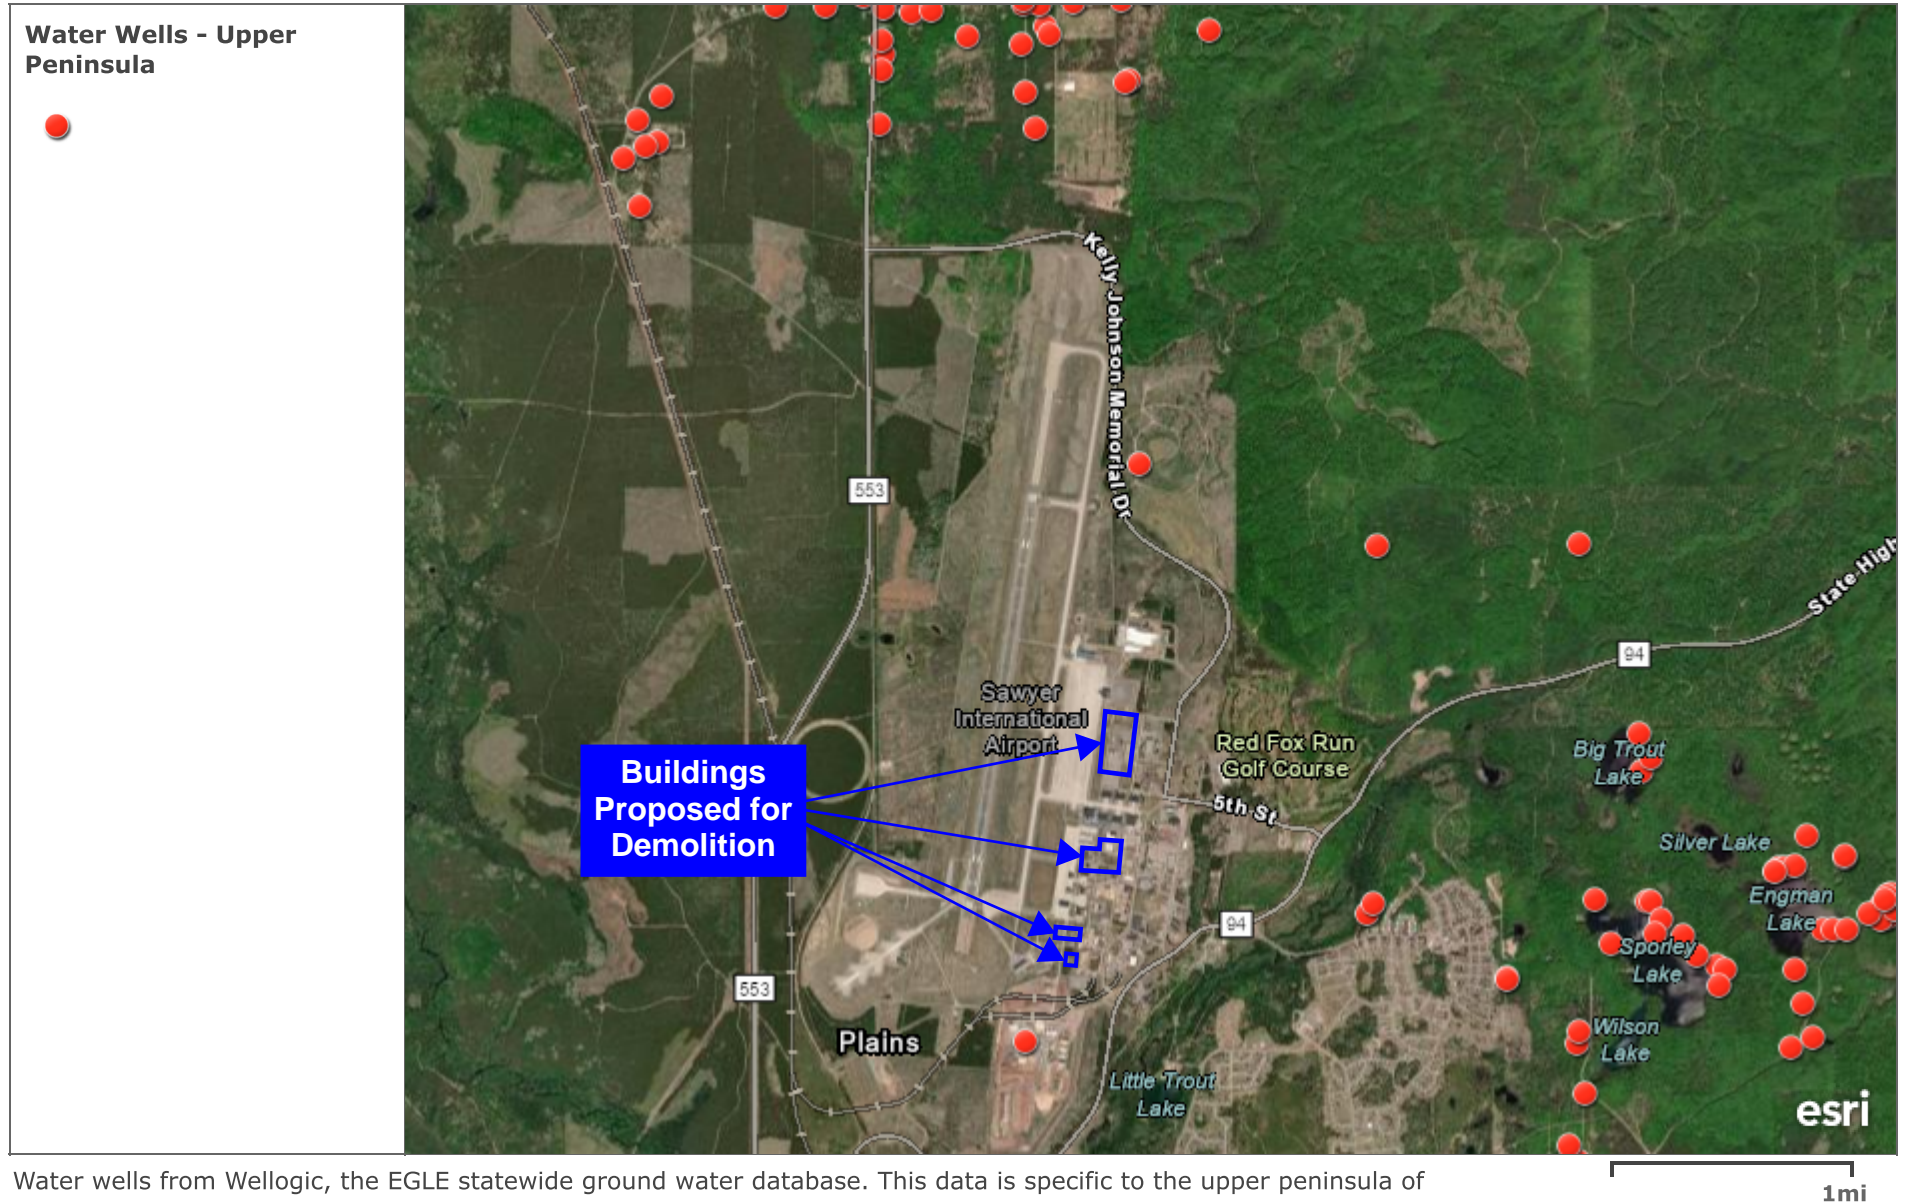 Water Wells - Upper
Peninsula
Kelly Johnson Memorial Dr
553
State High
94
Sawyer
International
Airport
Red Fox Run
Golf Course
Big Trout
Lake
Buildings
Proposed for
Demolition
5th St
Silver Lake
Engman
Lake
94
Sporley
Lake
553
Wilson
Lake
Plains
Little Trout
Lake
esri
Water wells from Wellogic, the EGLE statewide ground water database. This data is specific to the upper peninsula of
1mi